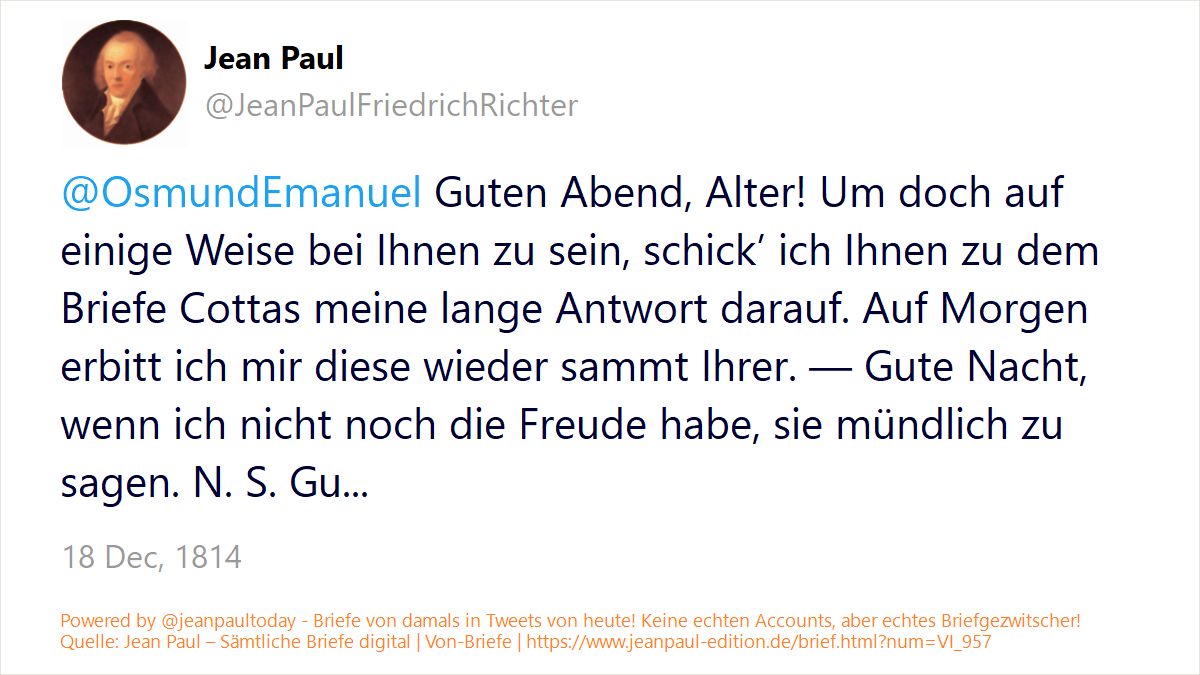 Jean Paul
@JeanPaulFriedrichRichter
@OsmundEmanuel Guten Abend, Alter! Um doch auf
einige Weise bei Ihnen zu sein, schick’ ich Ihnen zu dem
Briefe Cottas meine lange Antwort darauf. Auf Morgen
erbitt ich mir diese wieder sammt Ihrer. — Gute Nacht,
wenn ich nicht noch die Freude habe, sie mündlich zu
sagen. N. S. Gu...
18 Dec, 1814
Powered by @jeanpaultoday - Briefe von damals in Tweets von heute! Keine echten Accounts, aber echtes Briefgezwitscher!
Quelle: Jean Paul – Sämtliche Briefe digital | Von-Briefe | https://www.jeanpaul-edition.de/brief.html?num=VI_957